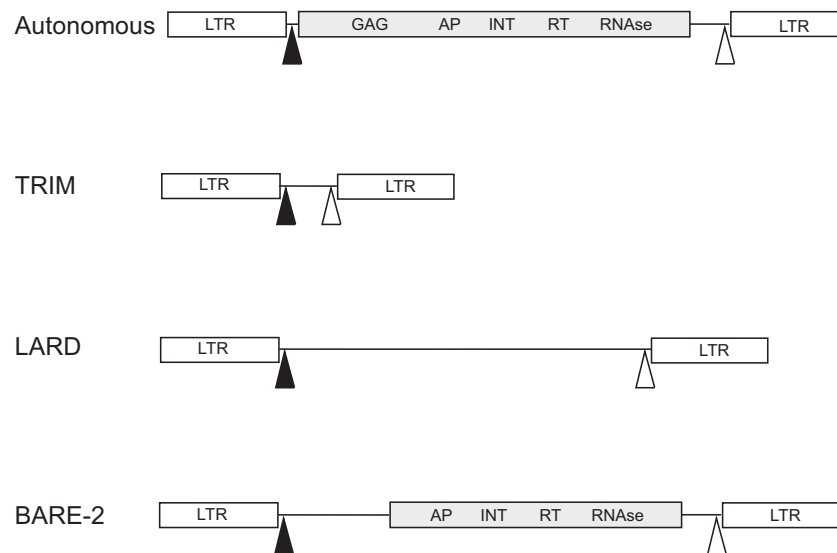 Autonomous LTR GAG AP INT RT RNAse LTR
TRIM LTR LTR
LARD LTR LTR
BARE-2 LTR AP INT RT RNAse LTR